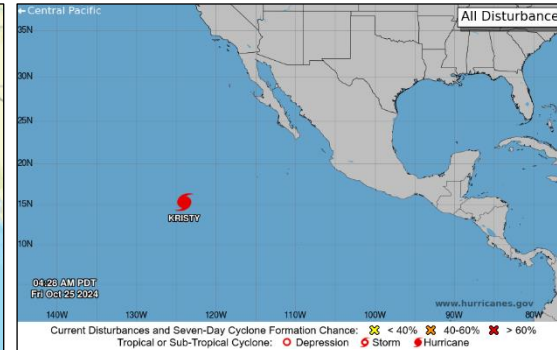 ←Central Pacific
All Disturbance
35N
30N
25N
20N
15N
10N
KRISTY
04:28 AM PDT
Fri Oct 25 2024
www.hurricanes.gov
140W 130W 120W 110W 100W 90W 80W
Current Disturbances and Seven-Day Cyclone Formation Chance: < 40% 40-60% > 60%
Tropical or Sub-Tropical Cyclone: Depression Storm Hurricane